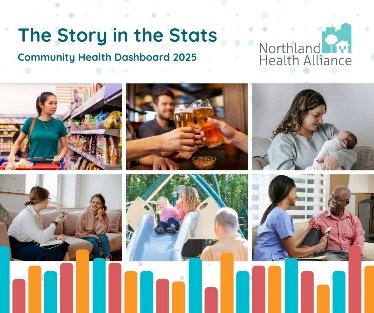 The Story in the Stats
Community Health Dashboard 2025
Northland
Health Alliance